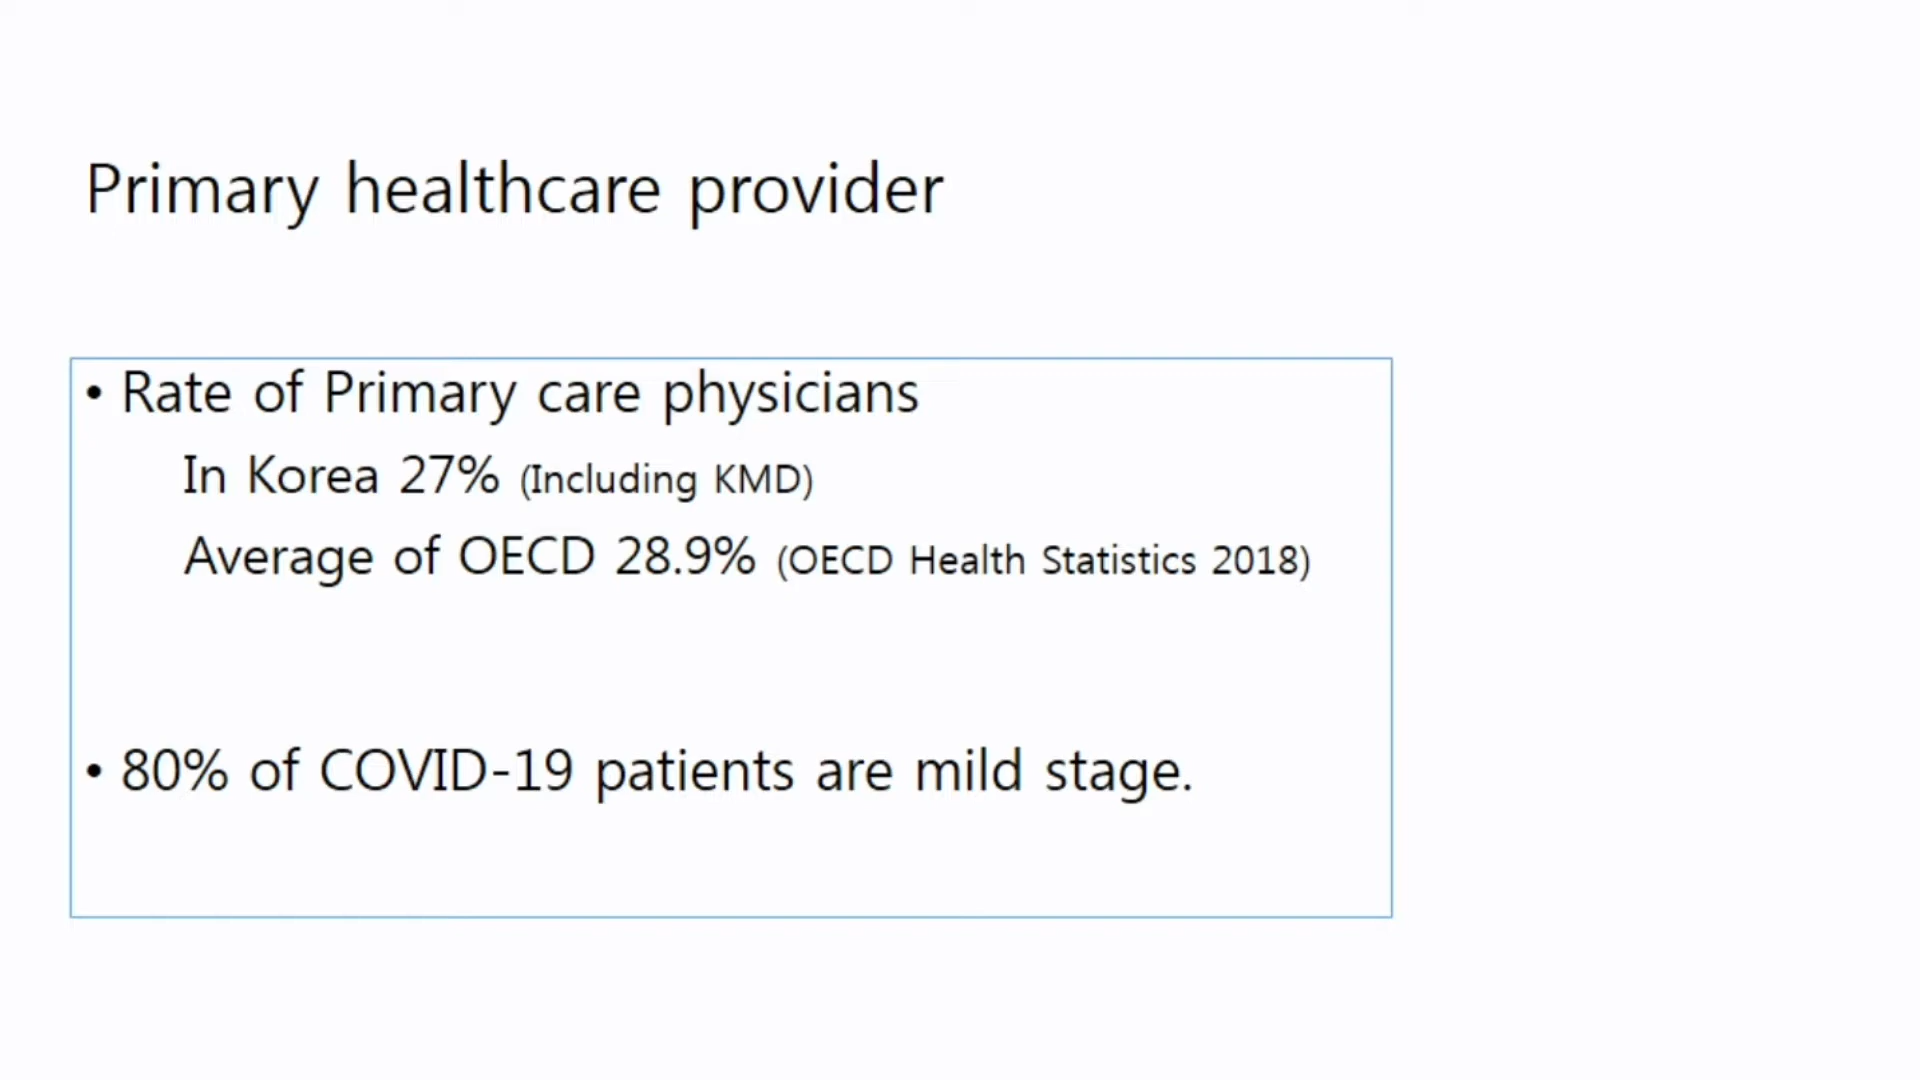 Primary healthcare provider
• Rate of Primary care physicians
In Korea 27% (Including KMD)
Average of OECD 28.9% (OECD Health Statistics 2018)
• 80% of COVID-19 patients are mild stage.